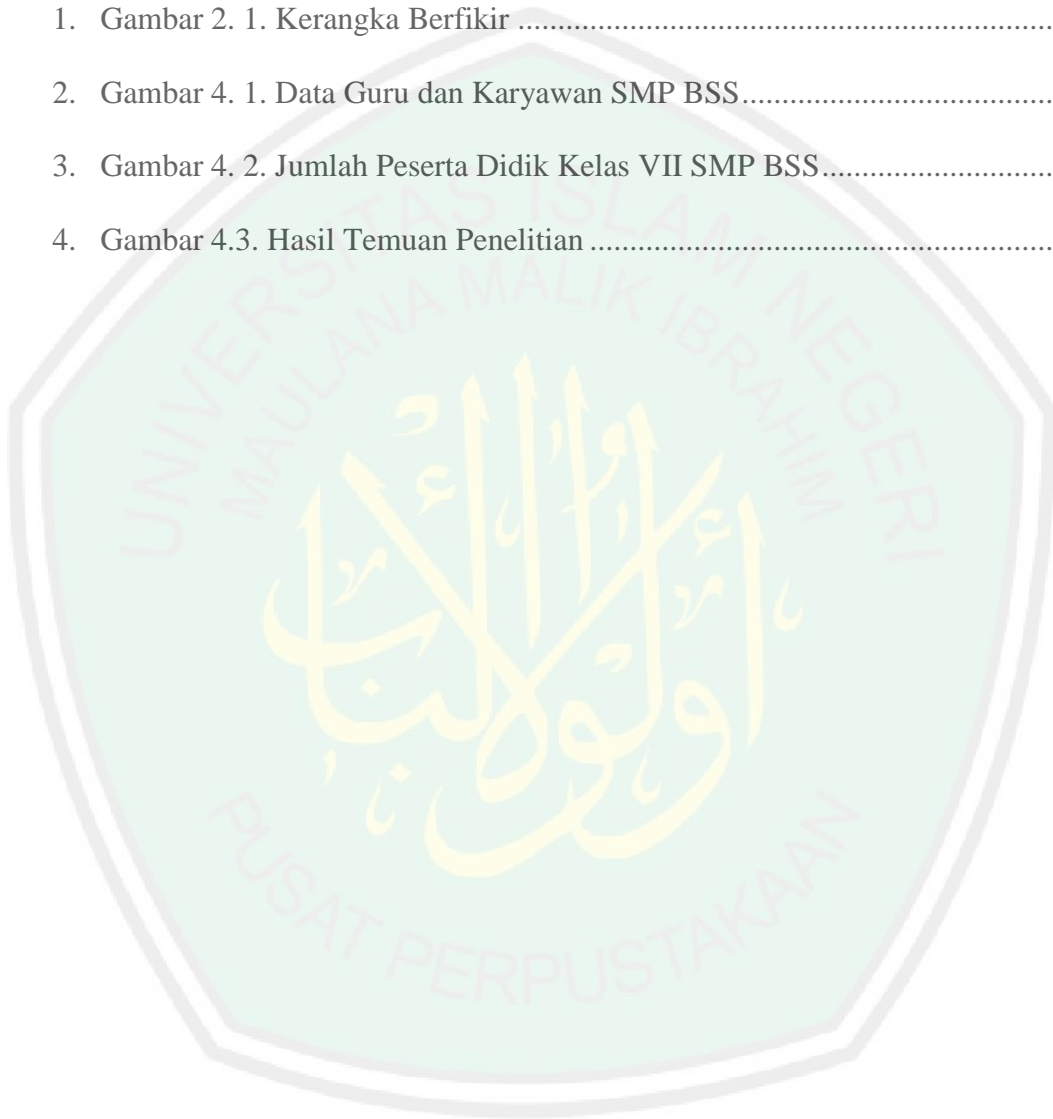 1. Gambar 2. 1. Kerangka Berfikir ........................................................................
2. Gambar 4. 1. Data Guru dan Karyawan SMP BSS..........................................
3. Gambar 4. 2. Jumlah Peserta Didik Kelas VII SMP BSS...............................
4. Gambar 4.3. Hasil Temuan Penelitian ..............................................................
UNIVERSITAS ISLAM NEGERI
MAULANA MALIK IBRAHIM
أولوا الألباب
PUSAT PERPUSTAKAAN